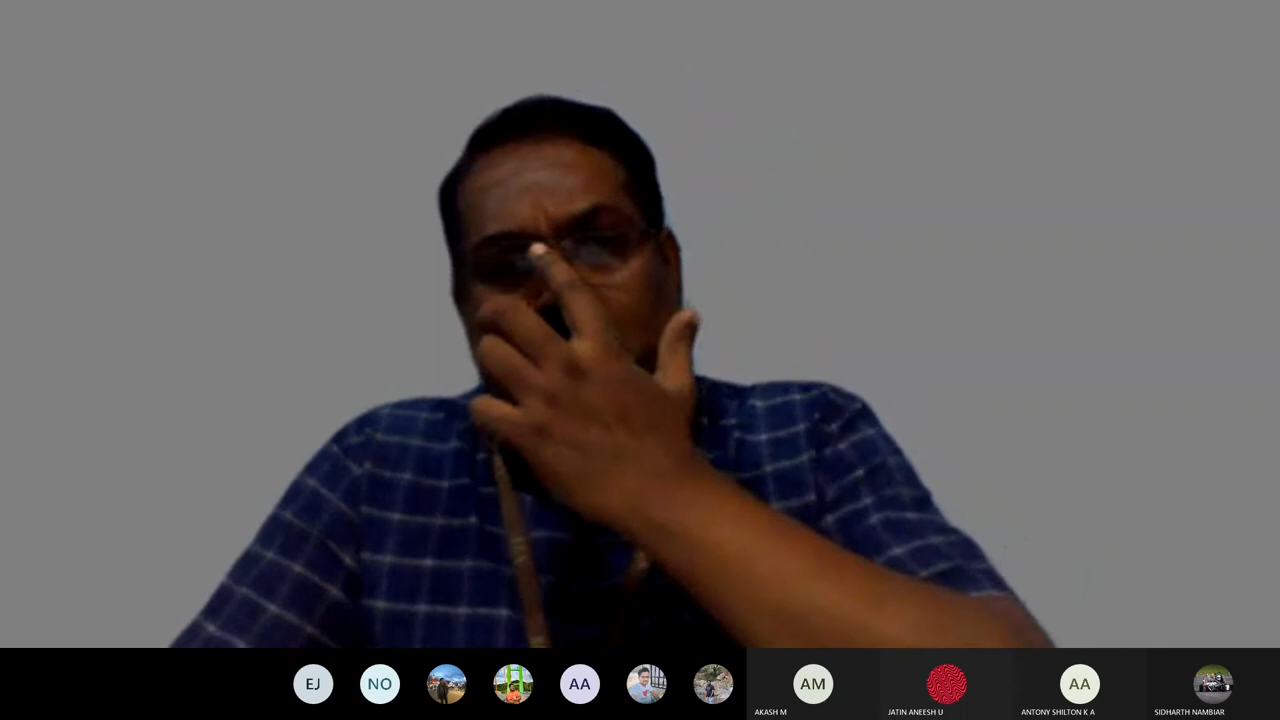 EJ
NO
AA
AM
AA
AKASH M
JATIN ANEESH U
ANTONY SHILTON K A
SIDHARTH NAMBIAR